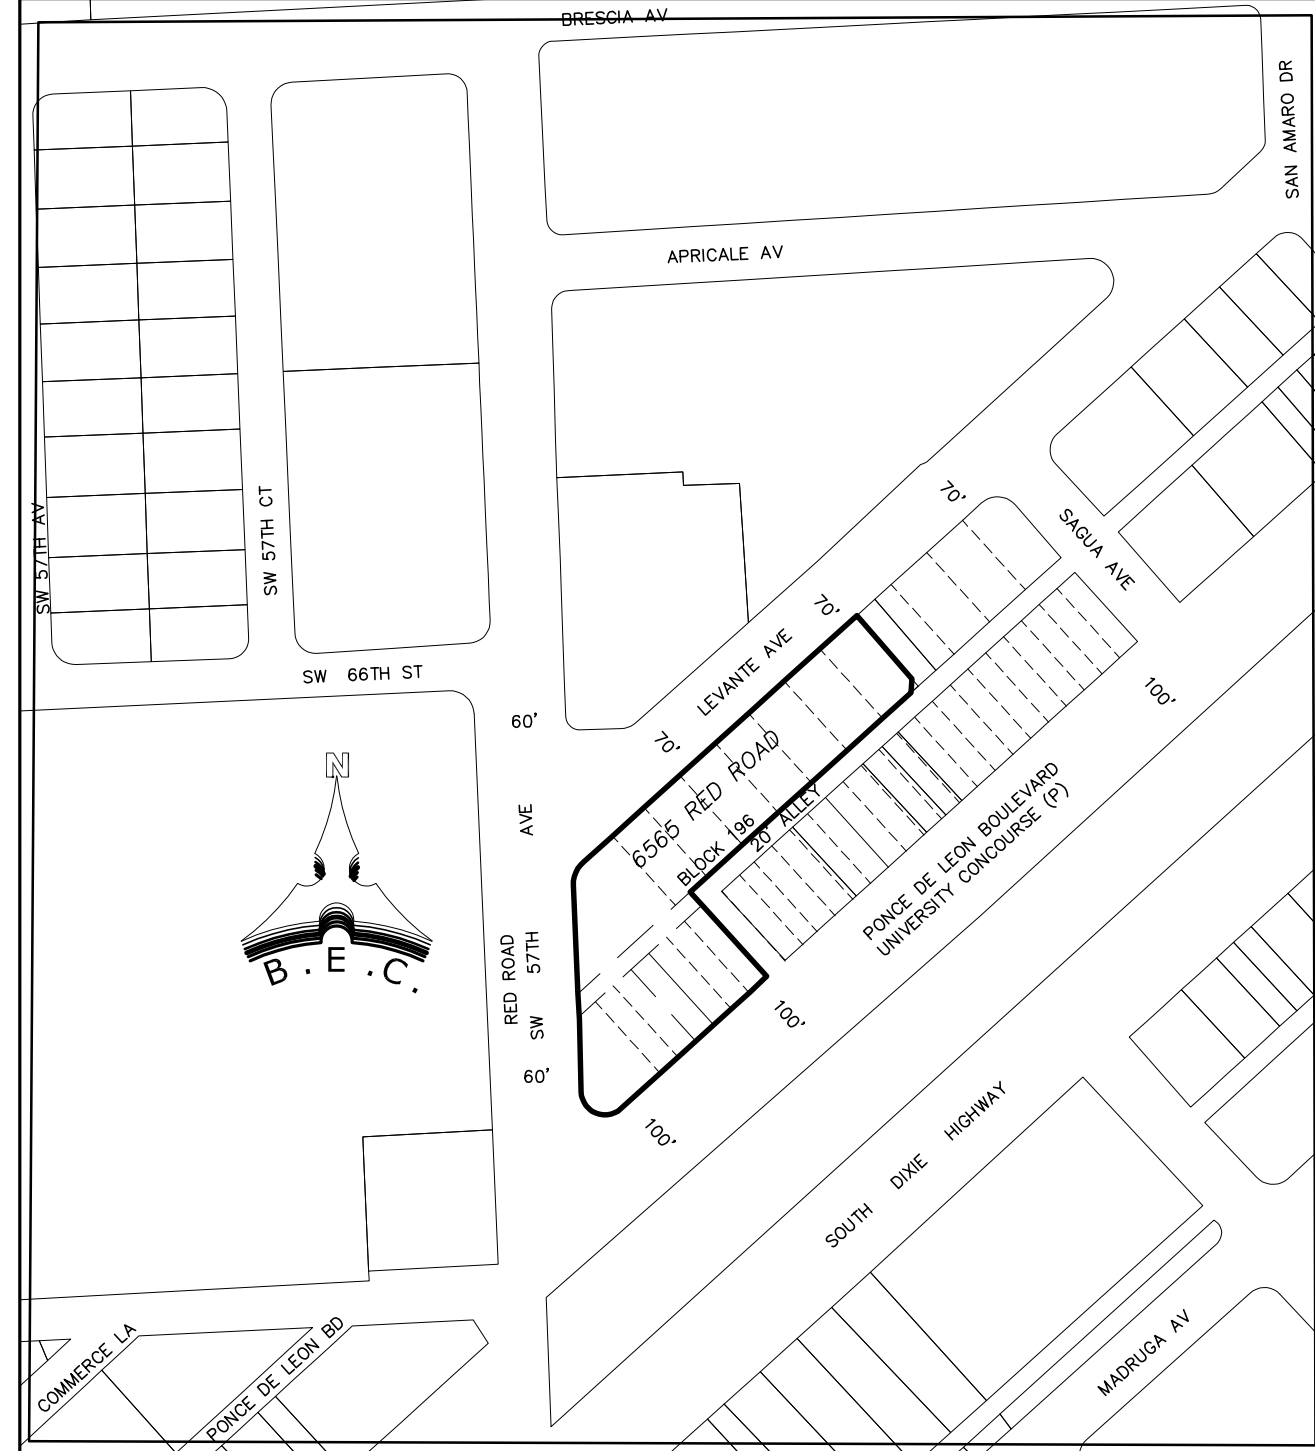 BRESCIA AV
SAN AMARO DR
APRICALE AV
SW 57TH AV
SW 57TH CT
70'
SAGUA AVE
70'
LEVANTE AVE
SW 66TH ST
100'
60'
70'
N
6565 RED ROAD
AVE
BLOCK 196
20' ALLEY
PONCE DE LEON BOULEVARD
UNIVERSITY CONCOURSE (P)
B.E.C.
RED ROAD
57TH
SW
100'
60'
100'
SOUTH DIXIE HIGHWAY
COMMERCE LA
PONCE DE LEON BD
MADRUGA AV